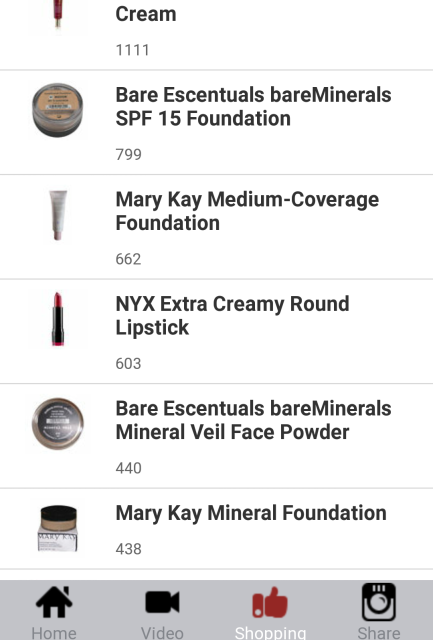 Cream
1111
Bare Escentuals bareMinerals
SPF 15 Foundation
799
Mary Kay Medium-Coverage
Foundation
662
NYX Extra Creamy Round
Lipstick
603
Bare Escentuals bareMinerals
Mineral Veil Face Powder
440
Mary Kay Mineral Foundation
MARY KAY
438
Home
Video
Shopping
Share